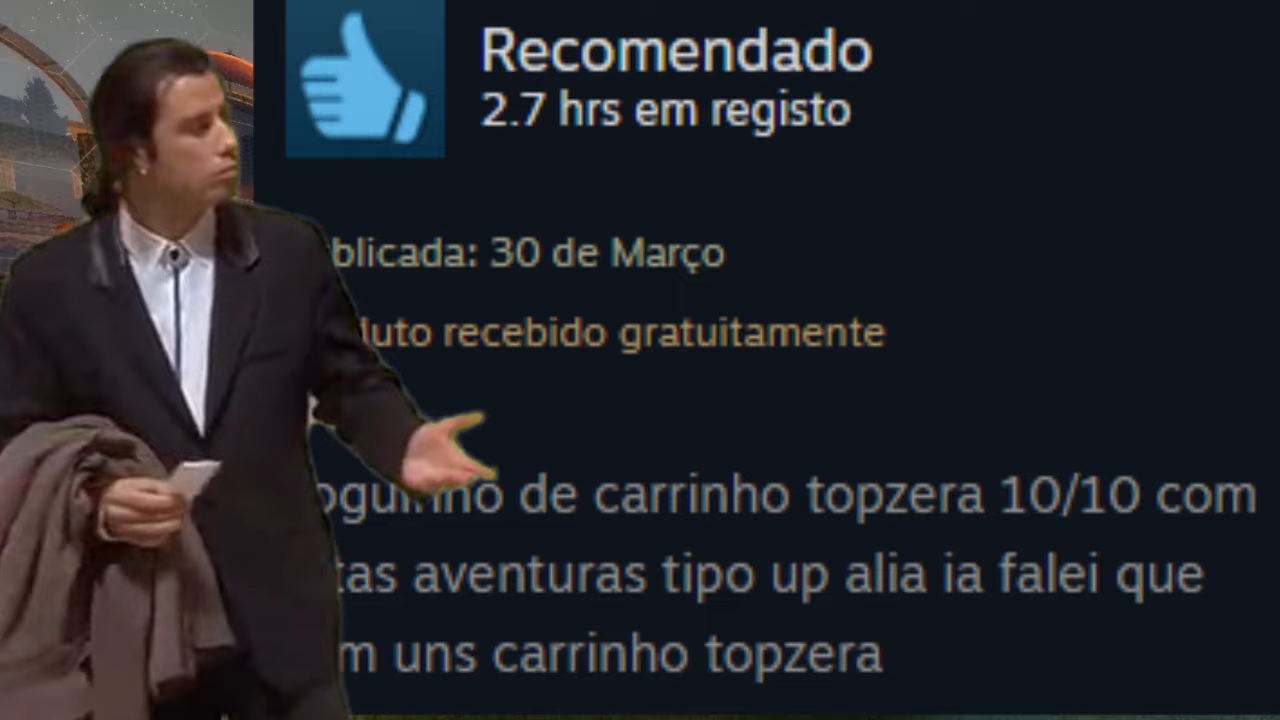 Recomendado
2.7 hrs em registo
blicada: 30 de Março
luto recebido gratuitamente
oguinho de carrinho topzera 10/10 com
tas aventuras tipo up alia ia falei que
m uns carrinho topzera